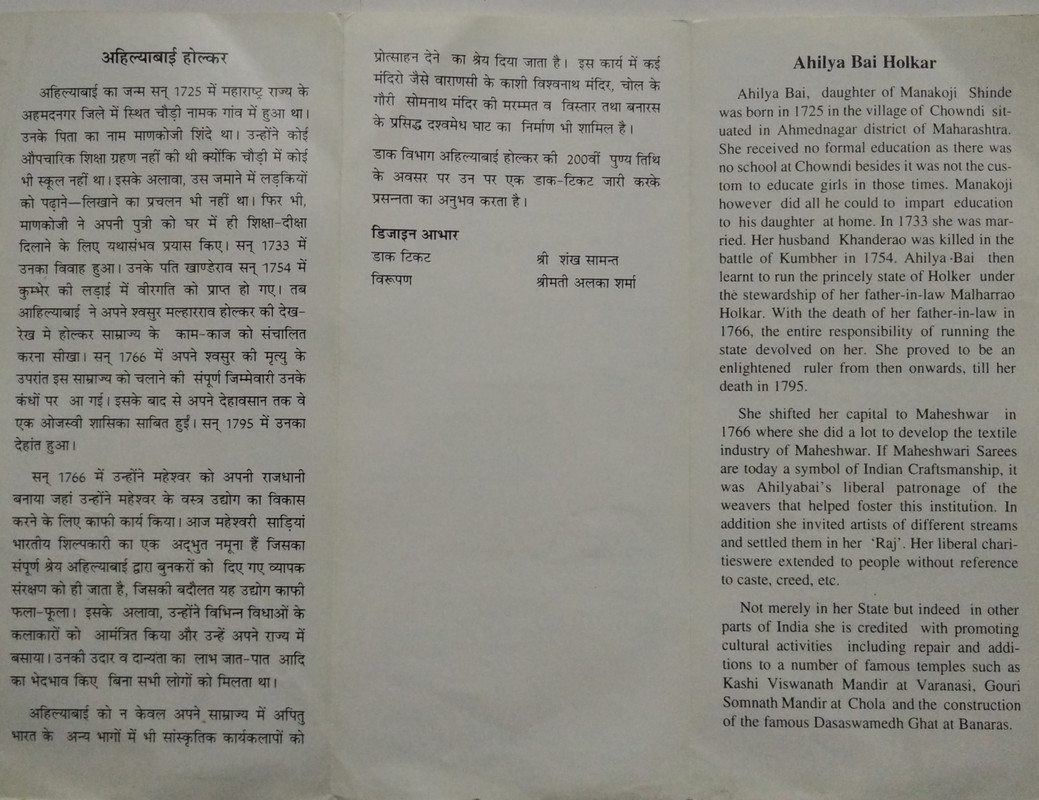 अहिल्याबाई होल्कर
अहिल्याबाई का जन्म सन् 1725 में महाराष्ट्र राज्य के
अहमदनगर जिले में स्थित चौड़ी नामक गांव में हुआ था।
उनके पिता का नाम माणकोजी शिंदे था। उन्होंने कोई
औपचारिक शिक्षा ग्रहण नहीं की थी क्योंकि चौड़ी में कोई
भी स्कूल नहीं था। इसके अलावा, उस जमाने में लड़कियों
को पढ़ाने–लिखाने का प्रचलन भी नहीं था। फिर भी,
माणकोजी ने अपनी पुत्री को घर में ही शिक्षा-दीक्षा
दिलाने के लिए यथासंभव प्रयास किए। सन् 1733 में
उनका विवाह हुआ। उनके पति खाण्डेराव सन् 1754 में
कुम्भेर की लड़ाई में वीरगति को प्राप्त हो गए। तब
आहिल्याबाई ने अपने श्वसुर मल्हारराव होल्कर की देख-
रेख मे होल्कर साम्राज्य के काम-काज को संचालित
करना सीखा। सन् 1766 में अपने श्वसुर की मृत्यु के
उपरांत इस साम्राज्य को चलाने की संपूर्ण जिम्मेवारी उनके
कंधों पर आ गई। इसके बाद से अपने देहावसान तक वे
एक ओजस्वी शासिका साबित हुईं। सन् 1795 में उनका
देहांत हुआ।
सन् 1766 में उन्होंने महेश्वर को अपनी राजधानी
बनाया जहां उन्होंने महेश्वर के वस्त्र उद्योग का विकास
करने के लिए काफी कार्य किया। आज महेश्वरी साड़ियां
भारतीय शिल्पकारी का एक अद्भुत नमूना हैं जिसका
संपूर्ण श्रेय अहिल्याबाई द्वारा बुनकरों को दिए गए व्यापक
संरक्षण को ही जाता है, जिसकी बदौलत यह उद्योग काफी
फला-फूला। इसके अलावा, उन्होंने विभिन्न विधाओं के
कलाकारों को आमंत्रित किया और उन्हें अपने राज्य में
बसाया। उनकी उदार व दान्यता का लाभ जात-पात आदि
का भेदभाव किए बिना सभी लोगों को मिलता था।
अहिल्याबाई को न केवल अपने साम्राज्य में अपितु
भारत के अन्य भागों में भी सांस्कृतिक कार्यकलापों को
प्रोत्साहन देने का श्रेय दिया जाता है। इस कार्य में कई
मंदिरो जैसे वाराणसी के काशी विश्वनाथ मंदिर, चोल के
गौरी सोमनाथ मंदिर की मरम्मत व विस्तार तथा बनारस
के प्रसिद्ध दश्वमेध घाट का निर्माण भी शामिल है।
डाक विभाग अहिल्याबाई होल्कर की 200वीं पुण्य तिथि
के अवसर पर उन पर एक डाक-टिकट जारी करके
प्रसन्नता का अनुभव करता है।
डिजाइन आभार
डाक टिकट श्री शंख सामन्त
विरूपण श्रीमती अलका शर्मा
Ahilya Bai Holkar
Ahilya Bai, daughter of Manakoji Shinde
was born in 1725 in the village of Chowndi sit-
uated in Ahmednagar district of Maharashtra.
She received no formal education as there was
no school at Chowndi besides it was not the cus-
tom to educate girls in those times. Manakoji
however did all he could to impart education
to his daughter at home. In 1733 she was mar-
ried. Her husband Khanderao was killed in the
battle of Kumbher in 1754. Ahilya Bai then
learnt to run the princely state of Holker under
the stewardship of her father-in-law Malharrao
Holkar. With the death of her father-in-law in
1766, the entire responsibility of running the
state devolved on her. She proved to be an
enlightened ruler from then onwards, till her
death in 1795.
She shifted her capital to Maheshwar in
1766 where she did a lot to develop the textile
industry of Maheshwar. If Maheshwari Sarees
are today a symbol of Indian Craftsmanship, it
was Ahilyabai's liberal patronage of the
weavers that helped foster this institution. In
addition she invited artists of different streams
and settled them in her 'Raj'. Her liberal chari-
tieswere extended to people without reference
to caste, creed, etc.
Not merely in her State but indeed in other
parts of India she is credited with promoting
cultural activities including repair and addi-
tions to a number of famous temples such as
Kashi Viswanath Mandir at Varanasi, Gouri
Somnath Mandir at Chola and the construction
of the famous Dasaswamedh Ghat at Banaras.